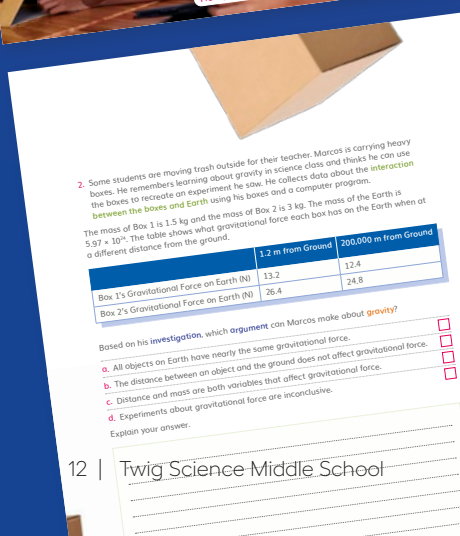 2. Some students are moving trash outside for their teacher. Marcos is carrying heavy
boxes. He remembers learning about gravity in science class and thinks he can use
the boxes to recreate an experiment he saw. He collects data about the interaction
between the boxes and Earth using his boxes and a computer program.
The mass of Box 1 is 1.5 kg and the mass of Box 2 is 3 kg. The mass of the Earth is
5.97 × 10²⁴. The table shows what gravitational force each box has on the Earth when at
a different distance from the ground.
1.2 m from Ground 200,000 m from Ground
Box 1's Gravitational Force on Earth (N) 13.2 12.4
Box 2's Gravitational Force on Earth (N) 26.4 24.8
Based on his investigation, which argument can Marcos make about gravity?
a. All objects on Earth have nearly the same gravitational force.
b. The distance between an object and the ground does not affect gravitational force.
c. Distance and mass are both variables that affect gravitational force.
d. Experiments about gravitational force are inconclusive.
Explain your answer.
12 | Twig Science Middle School